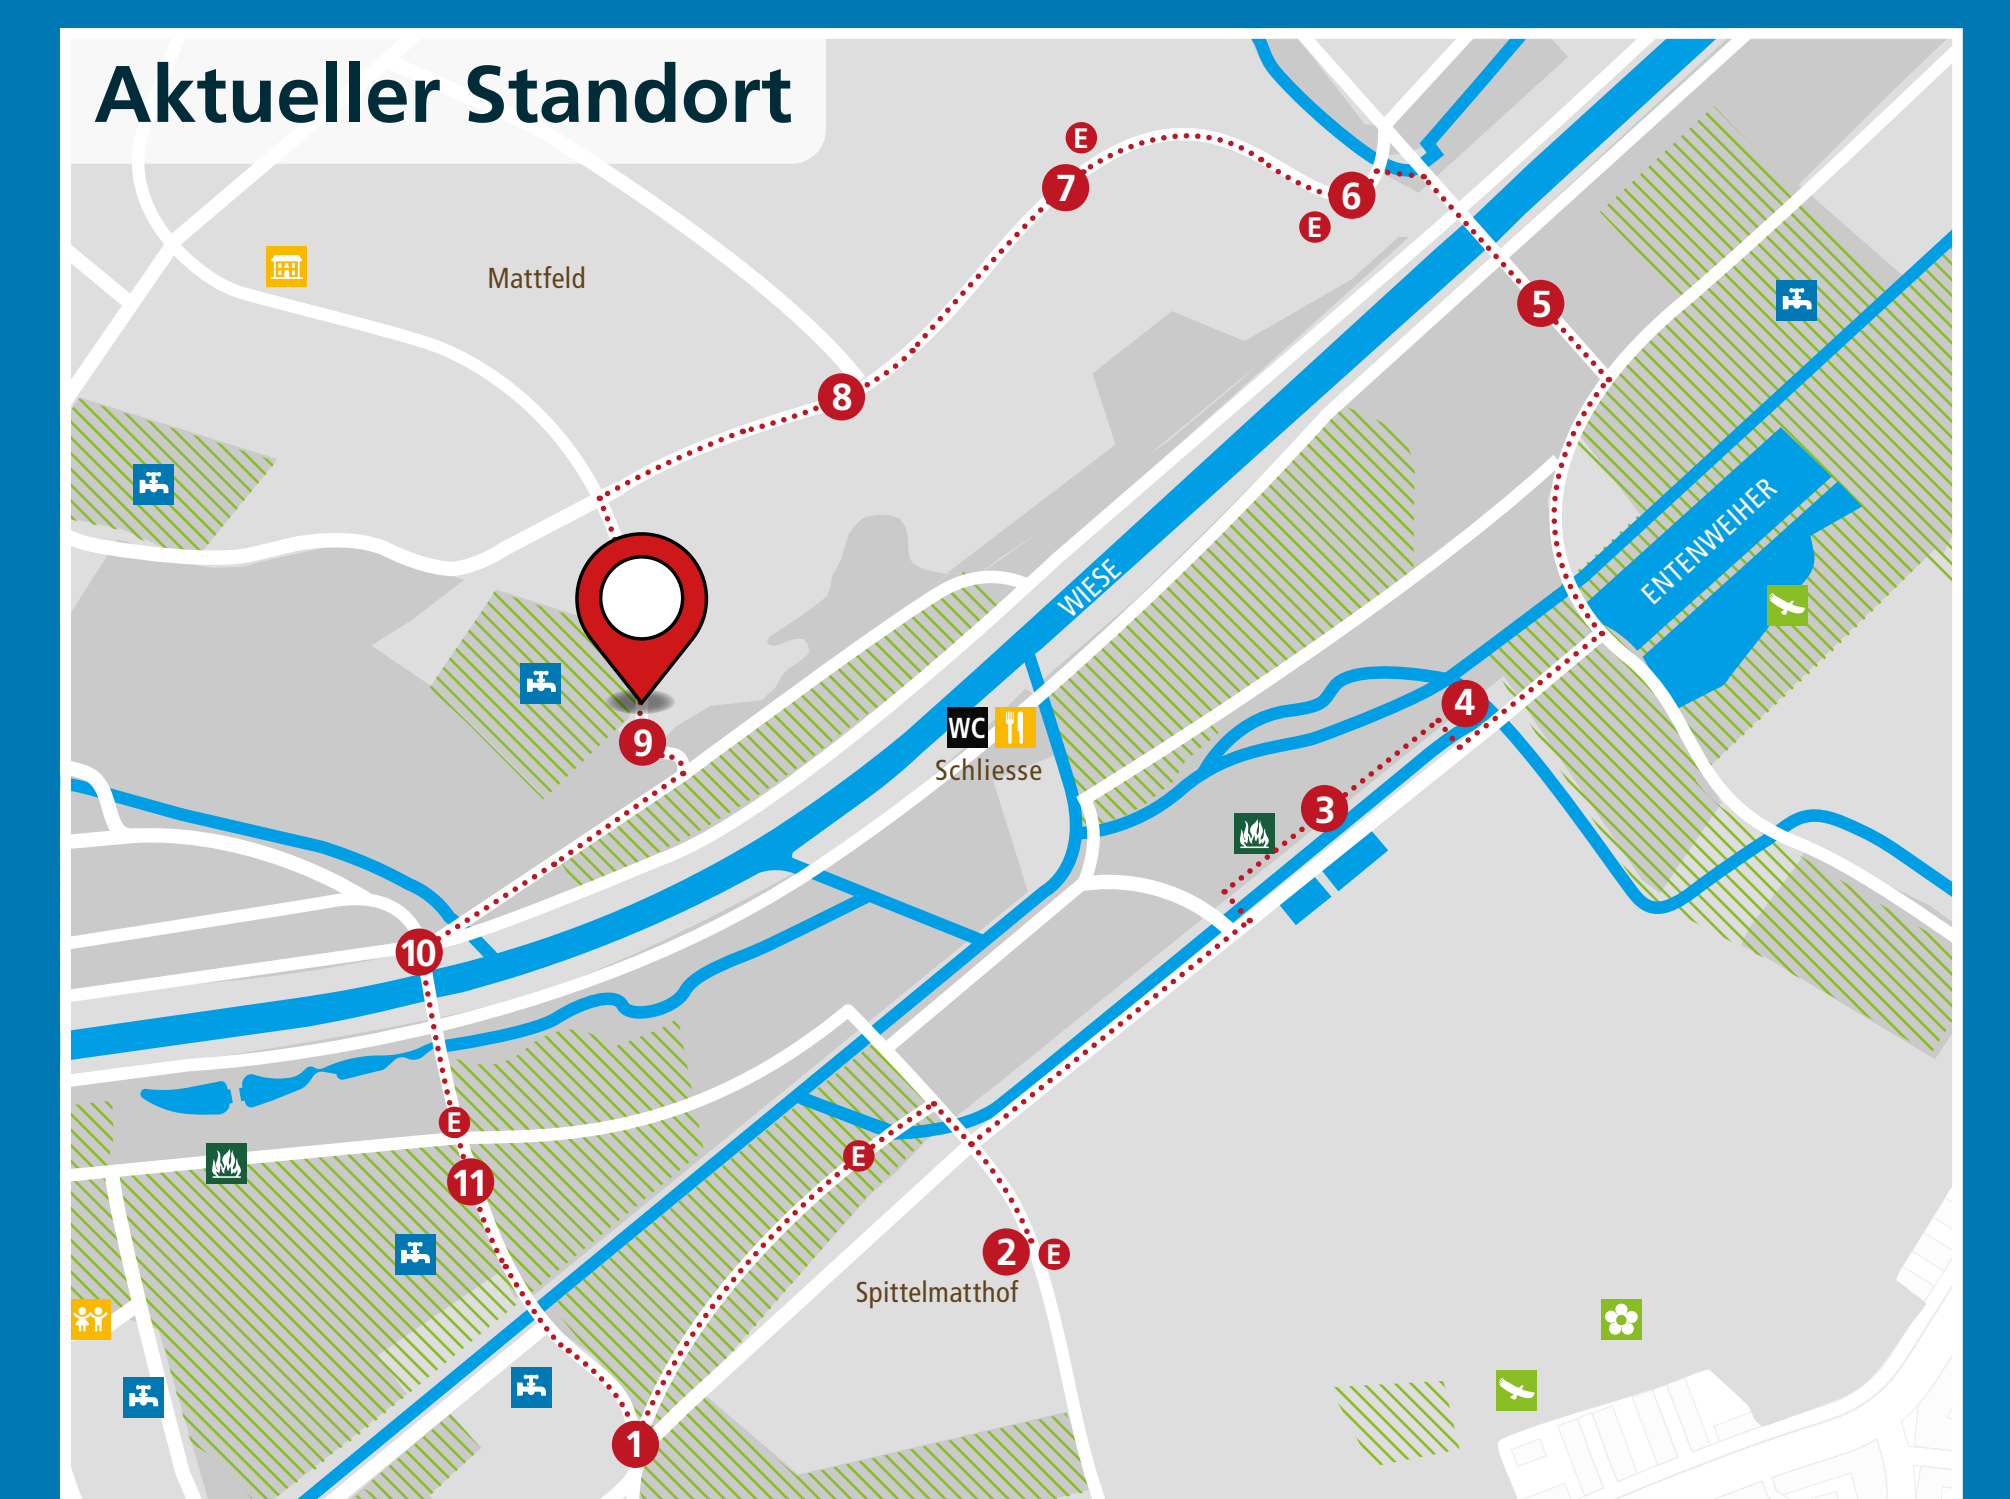 Aktueller Standort
E
7
6
E
Mattfeld
5
8
ENTENWEIHER
WIESE
4
WC
9
Schliesse
3
10
E
E
11
2
E
Spittelmatthof
1